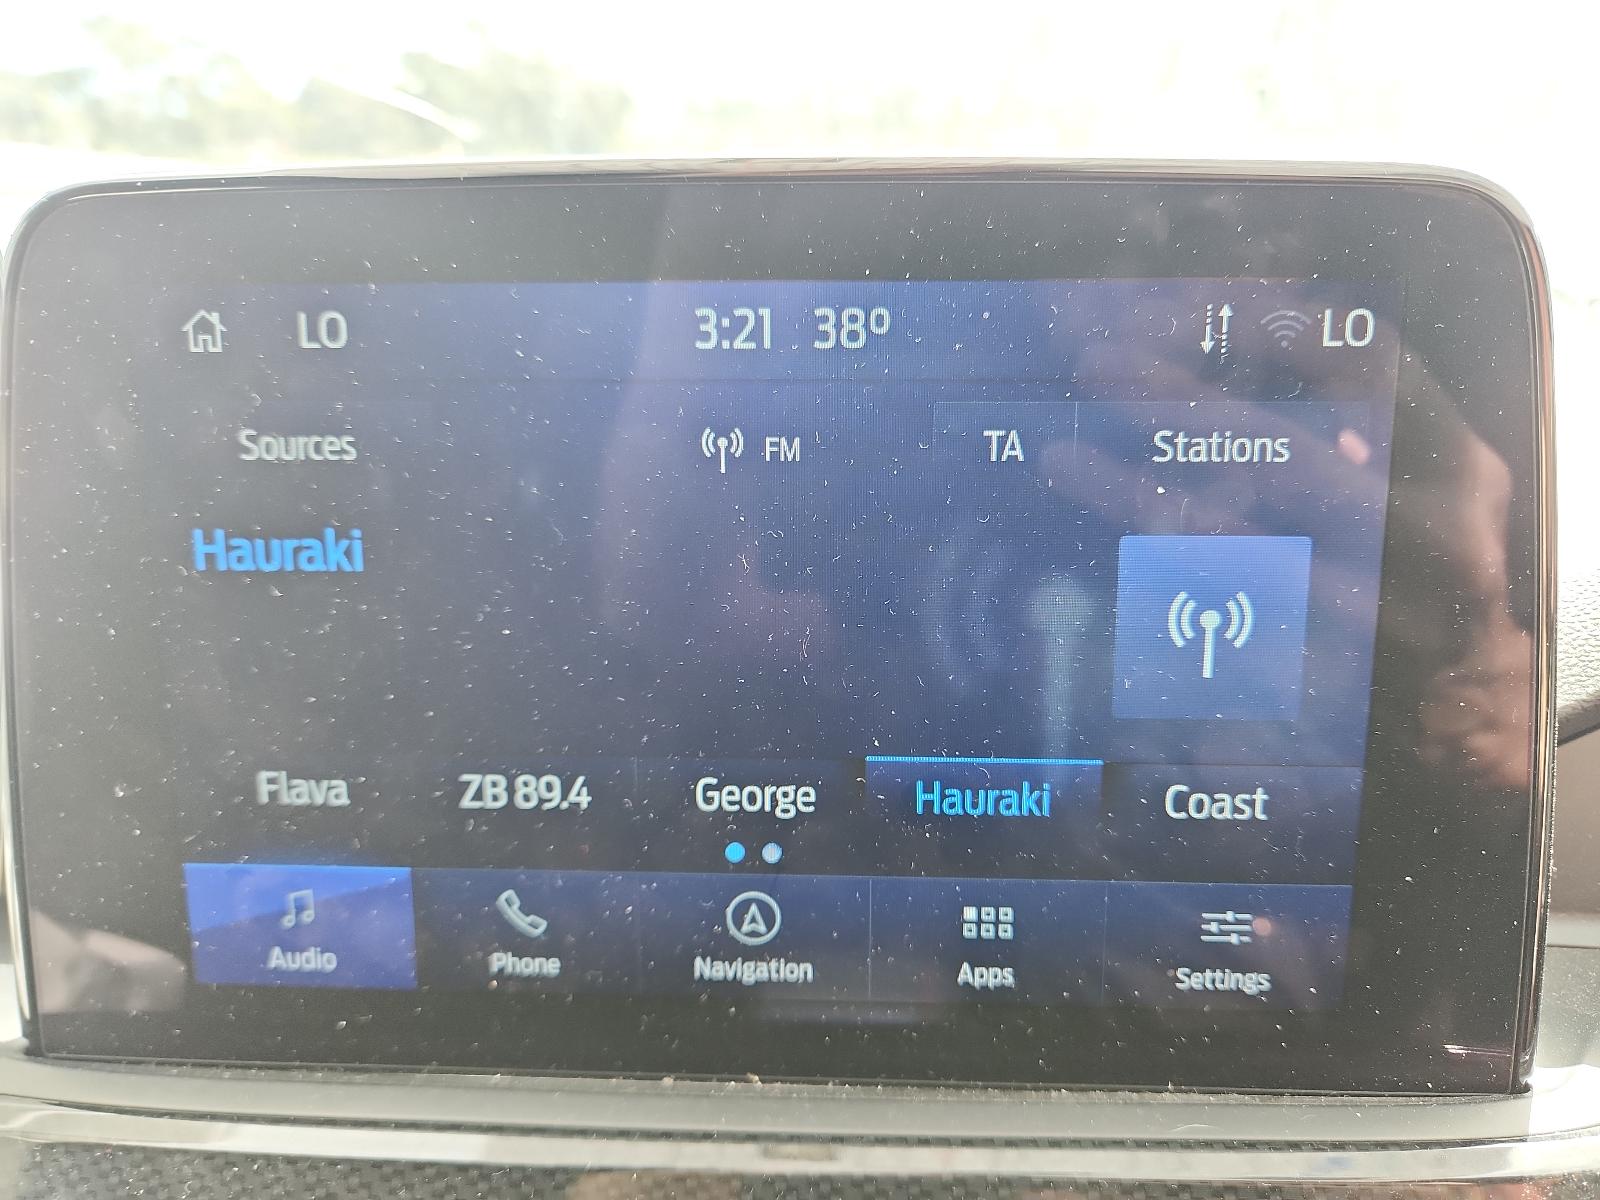 LO 3:21 38° LO
Sources FM TA Stations
Hauraki
Flava ZB 89.4 George Hauraki Coast
Audio Phone Navigation Apps Settings